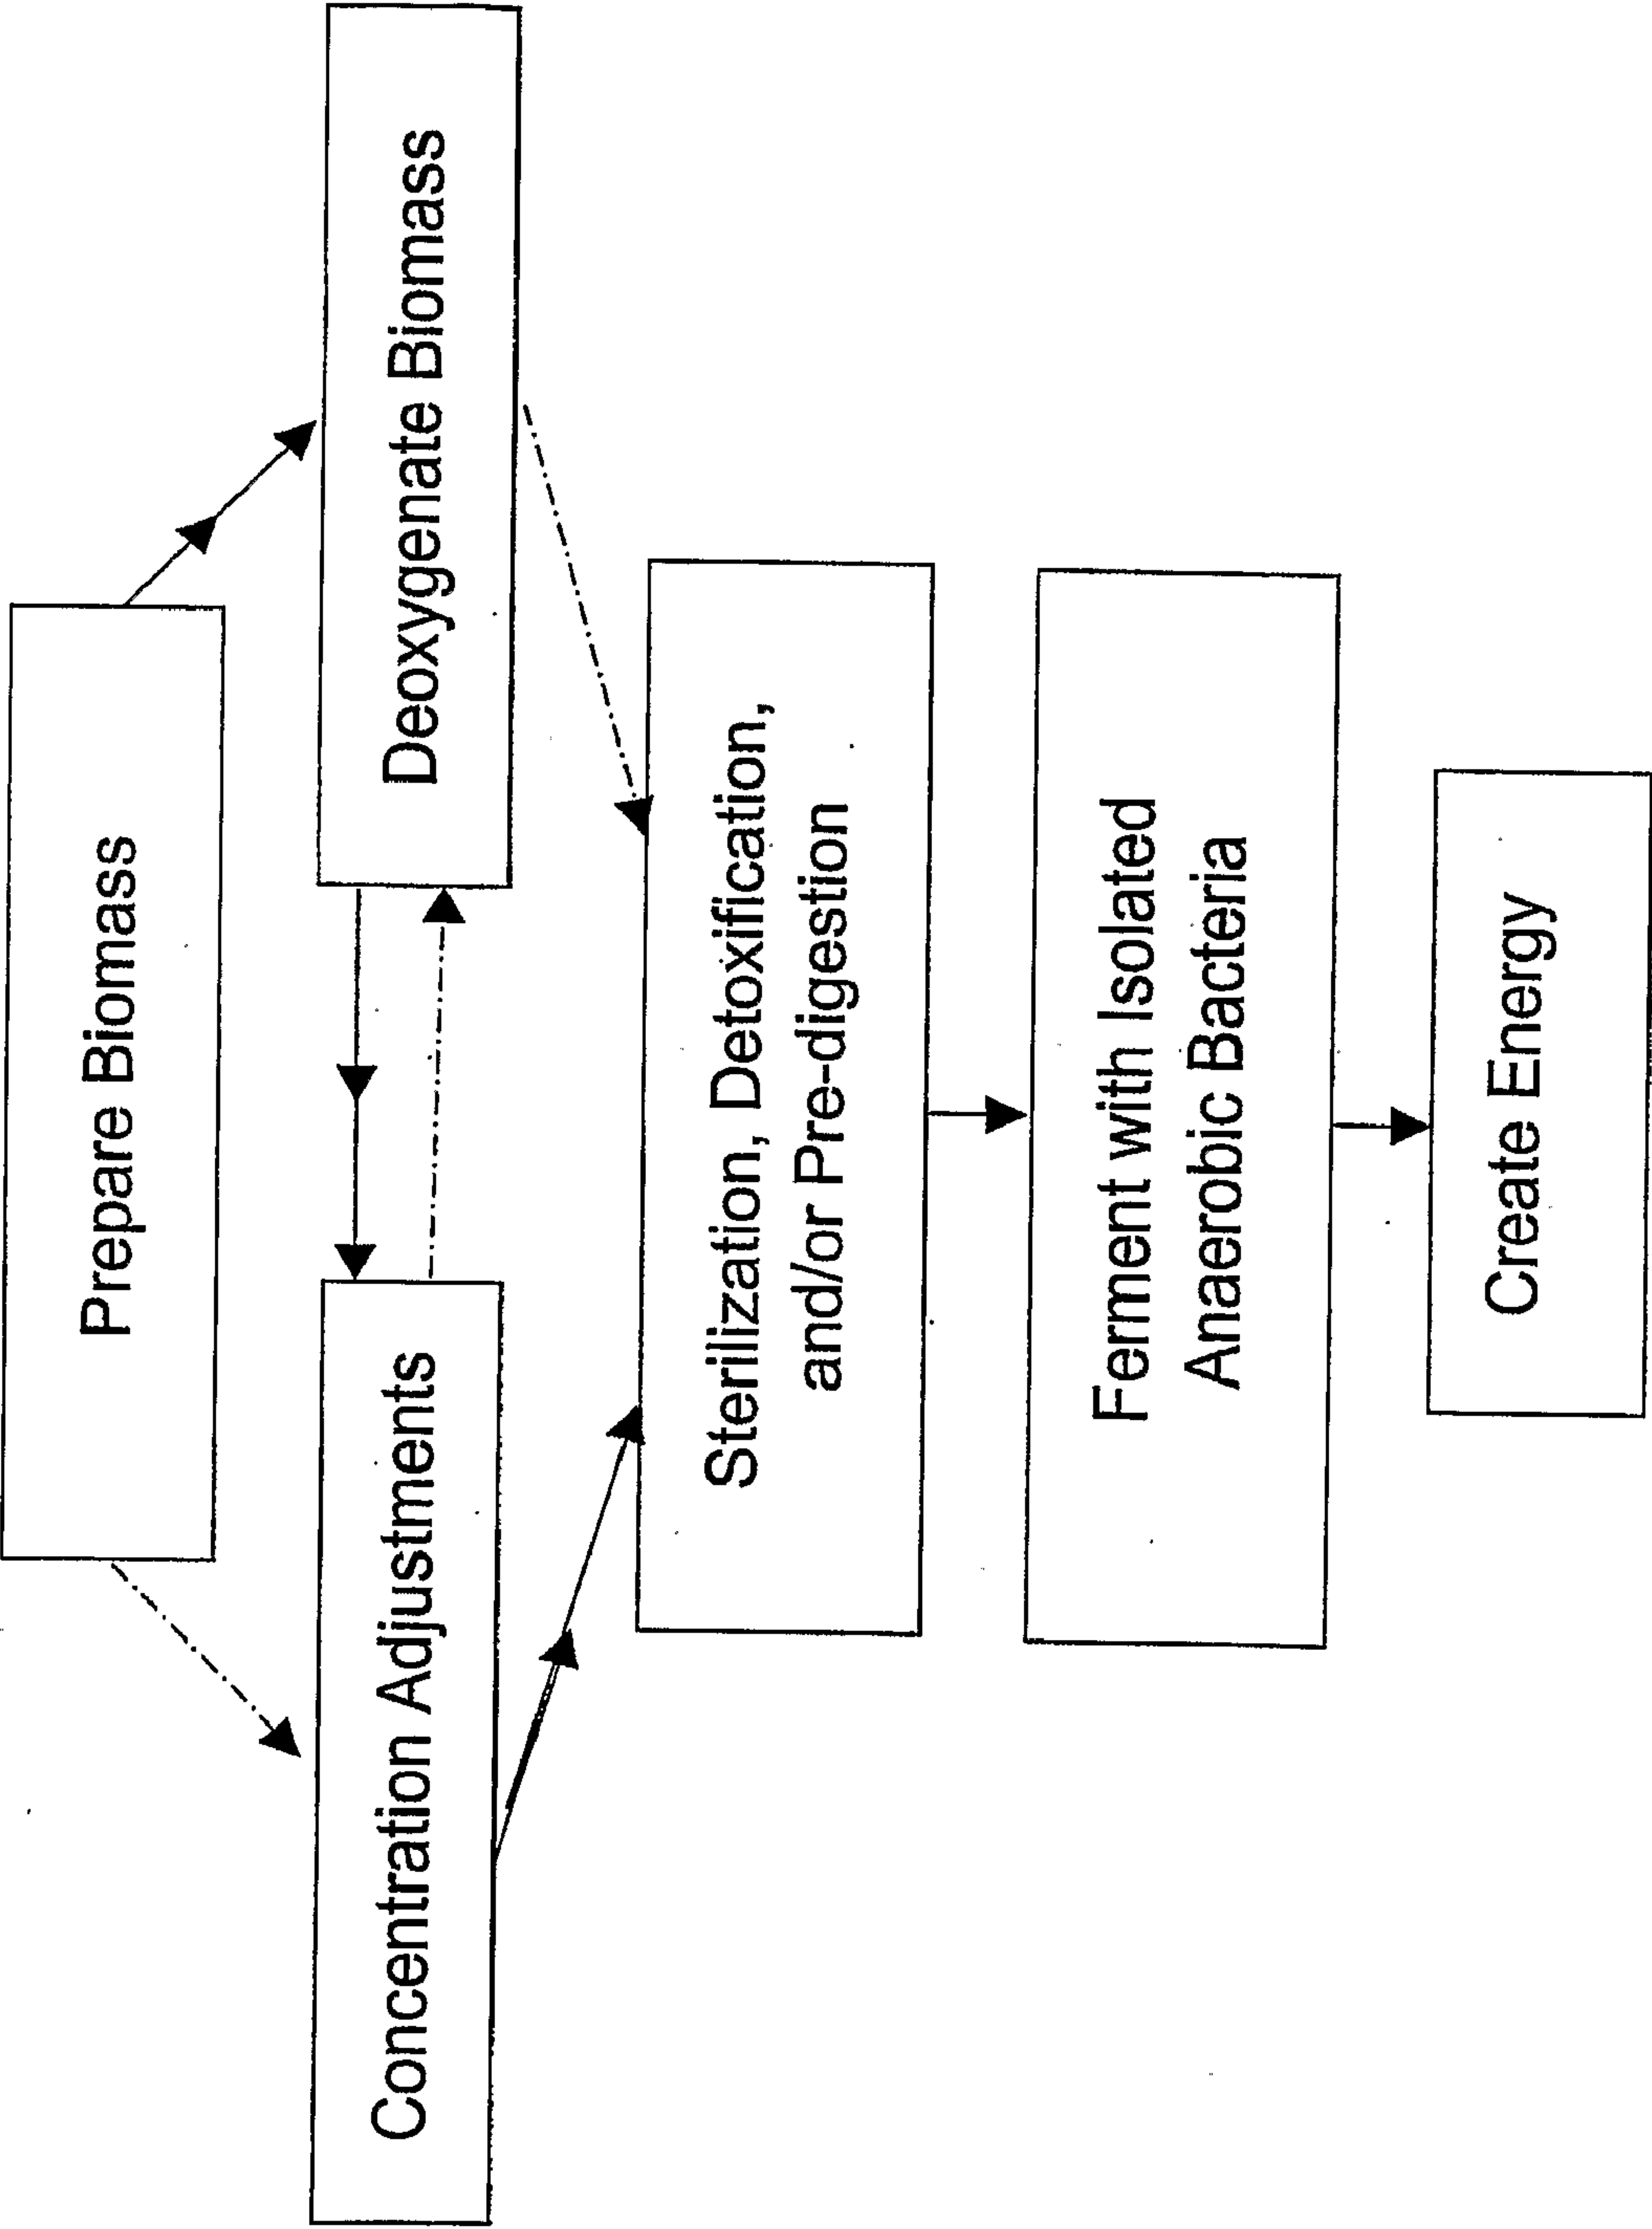 Prepare Biomass
Concentration Adjustments
Deoxygenate Biomass
Sterilization, Detoxification,
and/or Pre-digestion
Ferment with Isolated
Anaerobic Bacteria
Create Energy